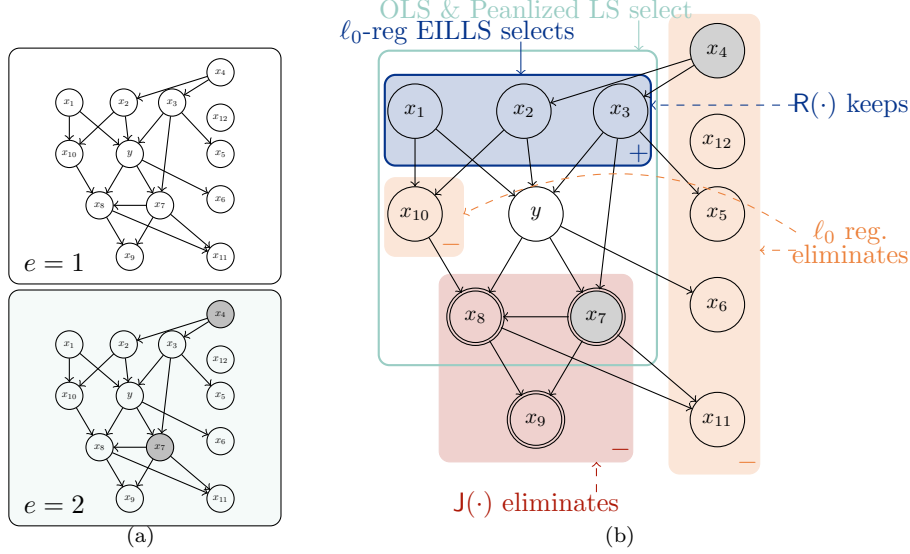 x₄
x₁
x₂
x₃
x₁₂
x₁₀
y
x₅
x₆
x₈
x₇
x₉
x₁₁
e = 1
x₄
x₁
x₂
x₃
x₁₂
x₁₀
y
x₅
x₆
x₈
x₇
x₉
x₁₁
e = 2
(a)
OLS & Peanlized LS select
ℓ₀-reg EILLS selects
x₄
x₁
x₂
x₃
R(·) keeps
+
x₁₂
x₁₀
y
x₅
−
ℓ₀ reg.
eliminates
x₆
x₈
x₇
x₉
x₁₁
−
−
J(·) eliminates
(b)